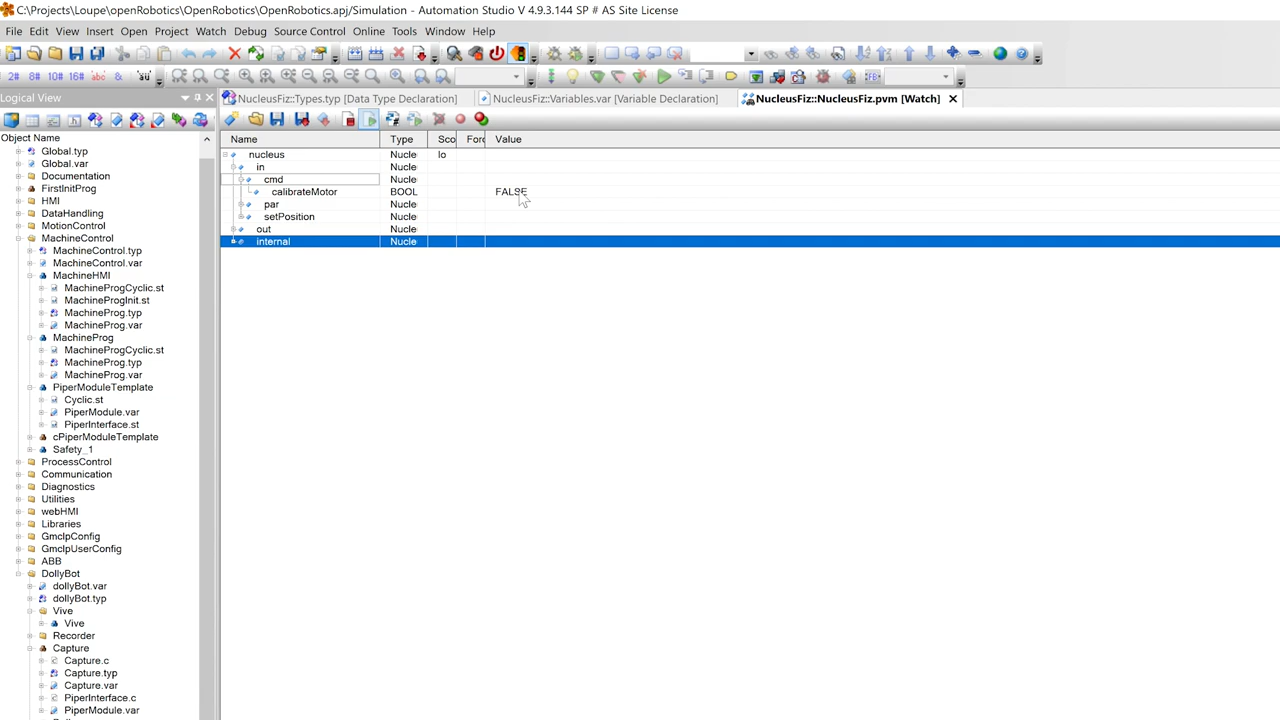 C:\Projects\Loupe\openRobotics\OpenRobotics\OpenRobotics.apj/Simulation - Automation Studio V 4.9.3.144 SP # AS Site License
File Edit View Insert Open Project Watch Browser Debug Source Control Online Tools Window Help
2# 8# 10# 16# abc &
Logical View
NucleusFiz::Types.typ [Data Type Declaration]
NucleusFiz::Variables.var [Variable Declaration]
NucleusFiz::NucleusFiz.pvm [Watch]
Object Name
Name Type Sco Forc Value
nucleus Nucle lo
in Nucle
cmd Nucle
calibrateMotor BOOL FALSE
par Nucle
setPosition Nucle
out Nucle
internal Nucle
Global.typ
Global.var
Documentation
FirstInitProg
HMI
DataHandling
MotionControl
MachineControl
MachineControl.typ
MachineControl.var
MachineHMI
MachineProgCyclic.st
MachineProgInit.st
MachineProg.typ
MachineProg.var
MachineProg
MachineProgCyclic.st
MachineProg.typ
MachineProg.var
PiperModuleTemplate
Cyclic.st
PiperModule.var
PiperInterface.st
cPiperModuleTemplate
Safety_1
ProcessControl
Communication
Diagnostics
Utilities
webHMI
Libraries
GmcIpConfig
GmcIpUserConfig
ABB
DollyBot
dollyBot.var
dollyBot.typ
Vive
Vive
Recorder
Capture
Capture.c
Capture.typ
Capture.var
PiperInterface.c
PiperModule.var